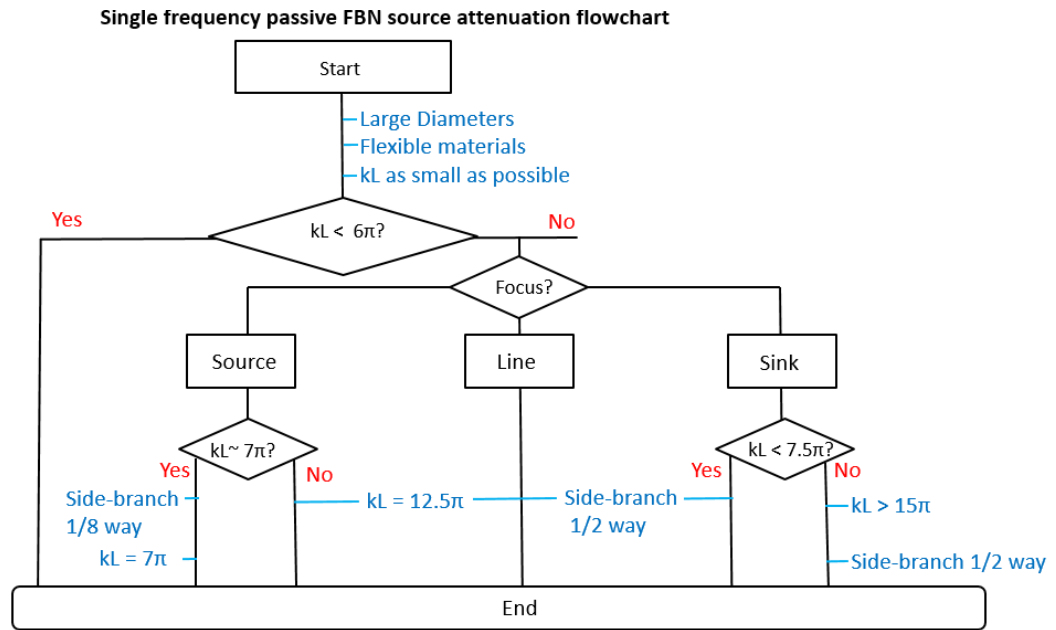 Single frequency passive FBN source attenuation flowchart
Start
Large Diameters
Flexible materials
kL as small as possible
Yes
No
kL < 6π?
Focus?
Source
Line
Sink
kL~ 7π?
kL < 7.5π?
Yes
No
Yes
No
Side-branch
1/8 way
kL = 12.5π
Side-branch
1/2 way
kL > 15π
kL = 7π
Side-branch 1/2 way
End